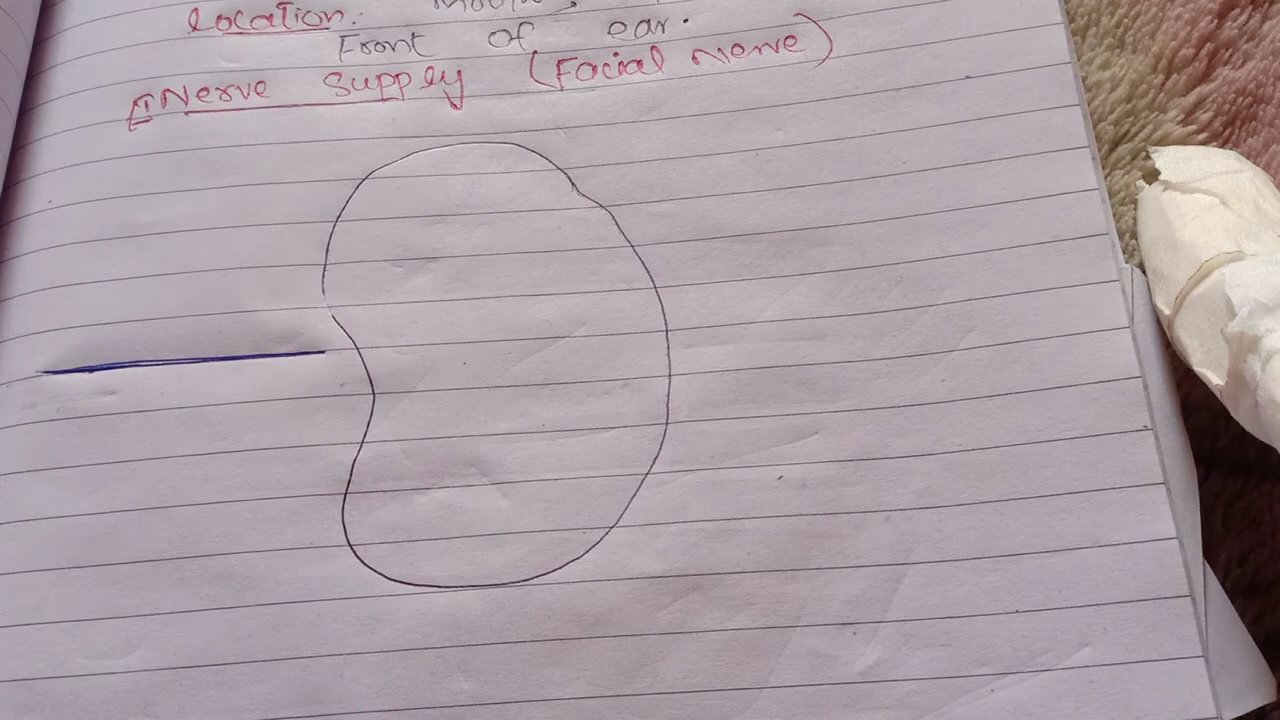 Location:
Front of ear.
Nerve supply (Facial nerve)